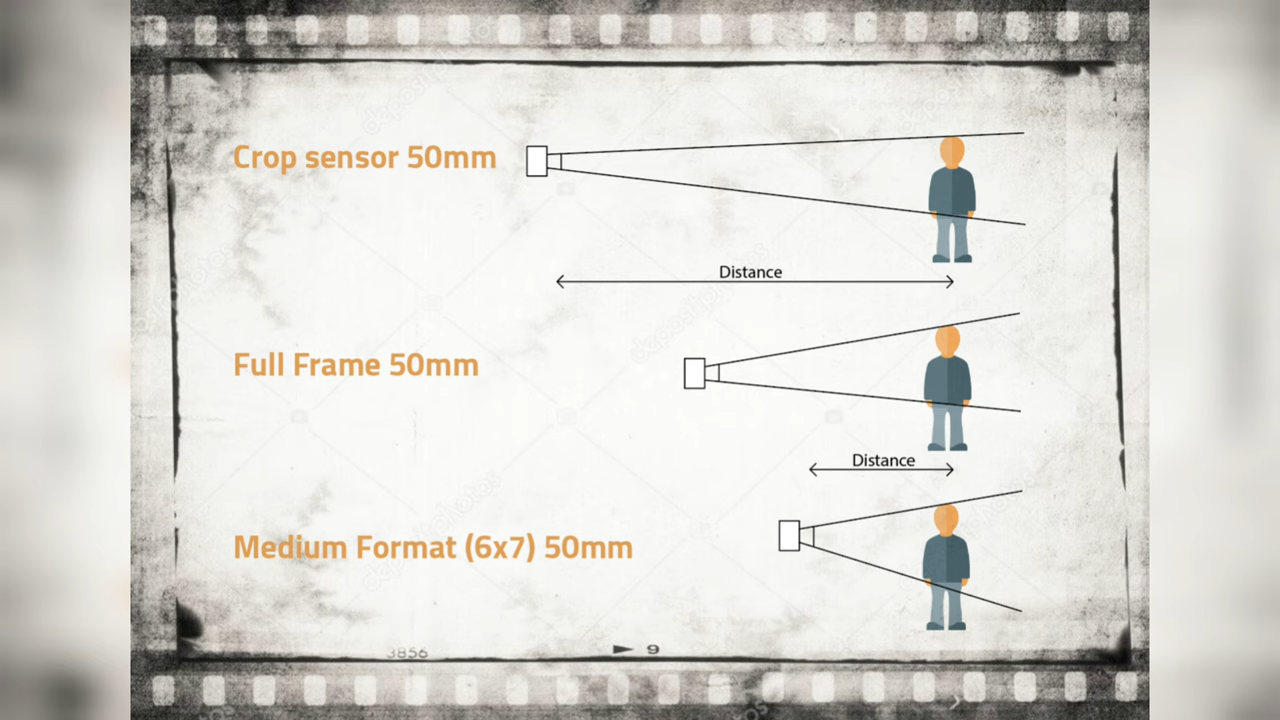 Crop sensor 50mm
Distance
Full Frame 50mm
Distance
Medium Format (6x7) 50mm
3856
9